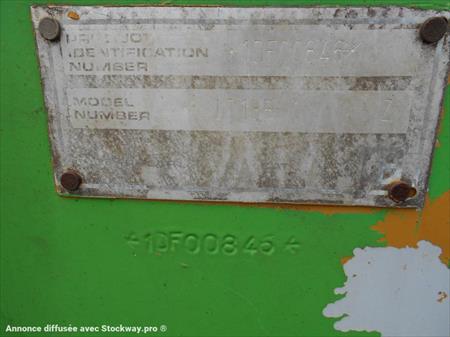 PRODUCT
IDENTIFICATION
NUMBER
MODEL
NUMBER
*1DF00846*
Annonce diffusée avec Stockway.pro ®